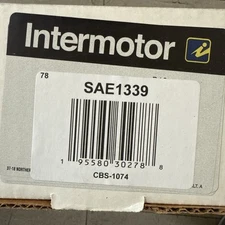 Intermotor
i
78
SAE1339
1 95580 30278 8
CBS-1074